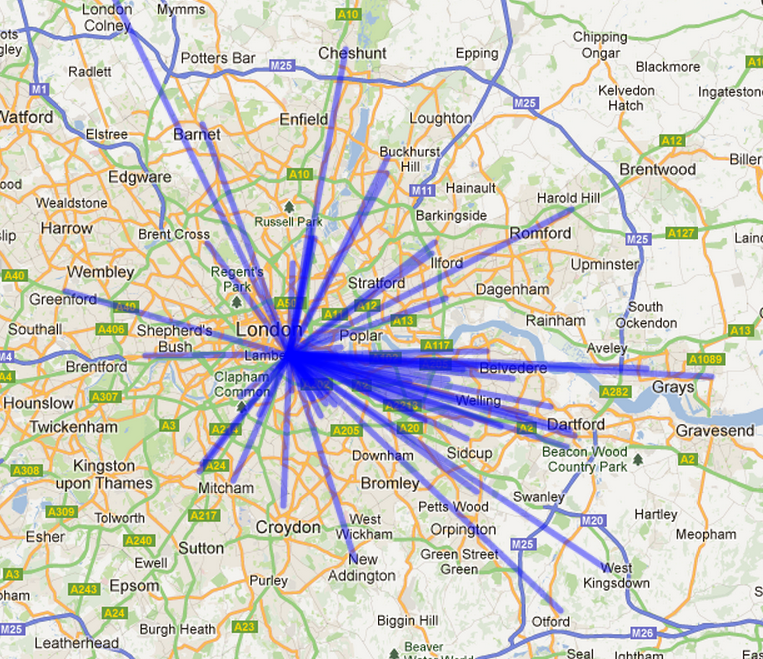 London
Colney
Mymms
A10
Chipping
Ongar
Cheshunt
Epping
Potters Bar
M25
Radlett
Blackmore
M1
Kelvedon
Hatch
Ingatestone
M25
Watford
Enfield
Loughton
Barnet
Elstree
A12
Buckhurst
Hill
Brentwood
Edgware
A10
M11
Hainault
Harold Hill
Wealdstone
Barkingside
Russell Park
Harrow
Brent Cross
Romford
M25
A127
Wembley
Regent's
Park
Ilford
Upminster
A40
Stratford
Dagenham
Greenford
A40
A12
South
Ockendon
Southall
A406
Shepherd's
Bush
London
A13
Rainham
Poplar
A13
M4
Lambe
A117
Aveley
A1089
Brentford
Belvedere
A4
Clapham
Common
Grays
A307
A282
Hounslow
Welling
A2213
Twickenham
A3
A205
A20
A2
Dartford
Gravesend
Downham
Sidcup
Beacon Wood
Country Park
A2
A308
Kingston
upon Thames
A24
Mitcham
Bromley
Swanley
A309
Tolworth
A217
Petts Wood
Hartley
Esher
A240
Croydon
West
Wickham
Orpington
M20
Meopham
Sutton
M25
Green Street
Green
Ewell
New
Addington
West
Kingsdown
A3
A243
Epsom
Purley
A24
Biggin Hill
Otford
M25
Burgh Heath
A23
M26
Leatherhead
Beaver
Water World
Seal